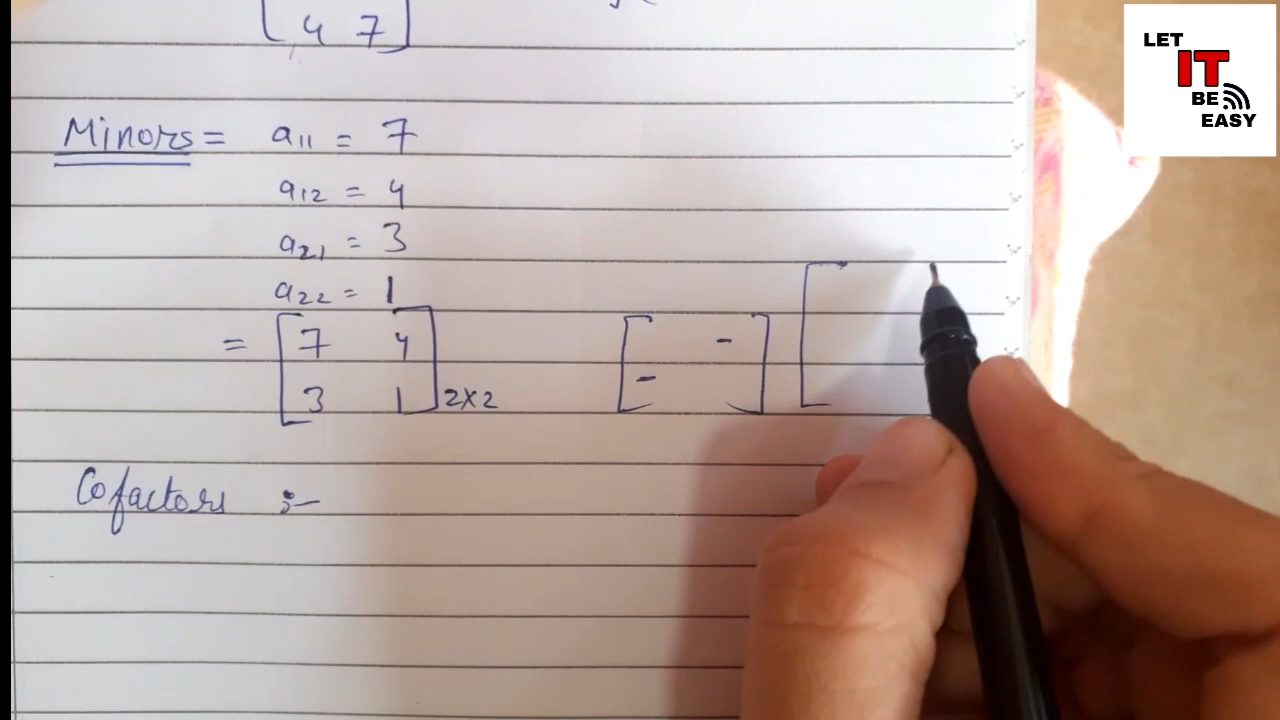 4 7
LET
IT
BE
EASY
Minors = a11 = 7
a12 = 4
a21 = 3
a22 = 1
= [7 4
3 1] 2x2
[ -
- ] [
Cofactors :-